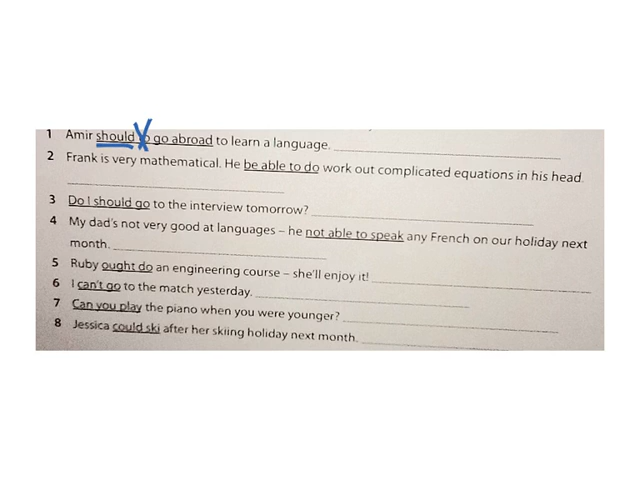 1 Amir should to go abroad to learn a language.
2 Frank is very mathematical. He be able to do work out complicated equations in his head.
3 Do I should go to the interview tomorrow?
4 My dad's not very good at languages – he not able to speak any French on our holiday next
month.
5 Ruby ought do an engineering course – she'll enjoy it!
6 I can't go to the match yesterday.
7 Can you play the piano when you were younger?
8 Jessica could ski after her skiing holiday next month.